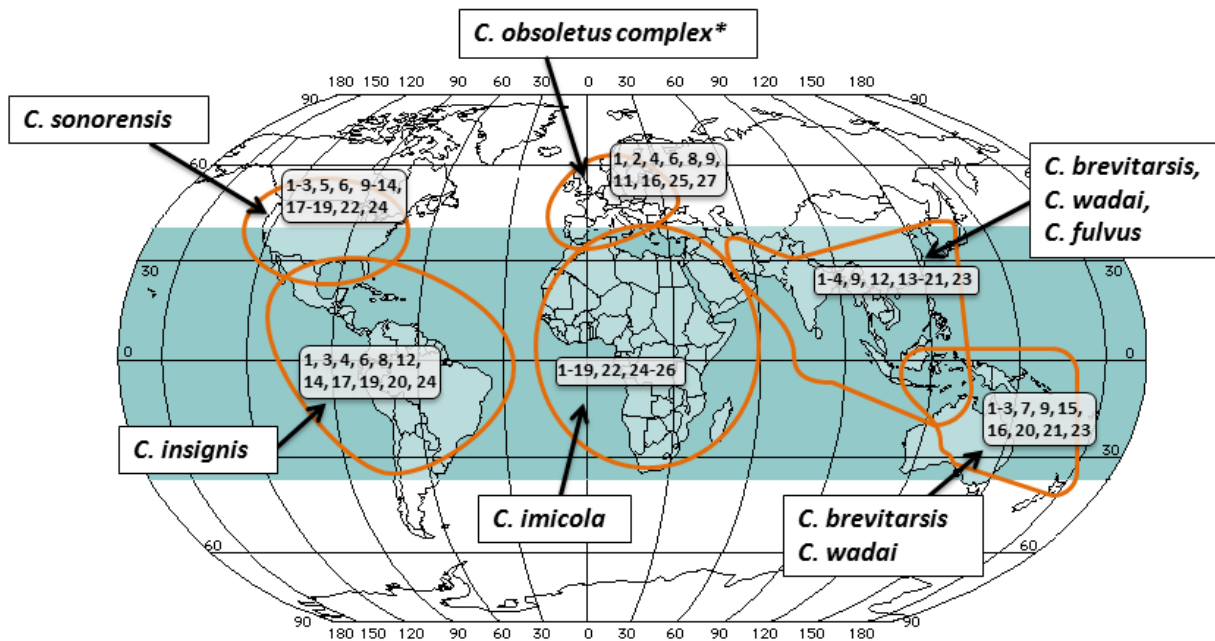 C. obsoletus complex*
180 150 120 90 60 30 0 30 60 90 120 150 180
90
90
C. sonorensis
60
60
1-3, 5, 6, 9-14,
17-19, 22, 24
1, 2, 4, 6, 8, 9,
11, 16, 25, 27
C. brevitarsis,
C. wadai,
C. fulvus
30
30
1-4, 9, 12, 13-21, 23
0
0
1, 3, 4, 6, 8, 12,
14, 17, 19, 20, 24
1-19, 22, 24-26
1-3, 7, 9, 15,
16, 20, 21, 23
C. insignis
30
30
C. imicola
C. brevitarsis
C. wadai
60
60
90
90
180 150 120 90 60 30 0 30 60 90 120 150 180